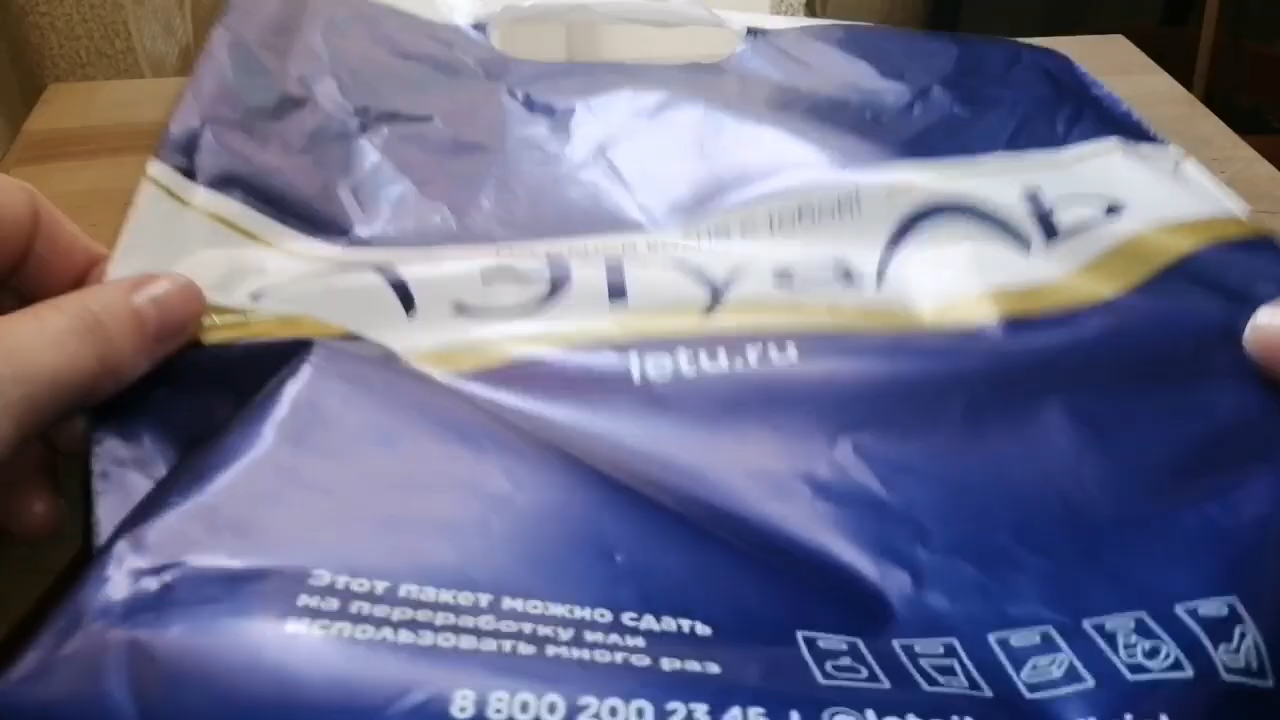 ЛЭТУАЛЬ
letu.ru
Этот пакет можно сдать
на переработку или
использовать много раз
8 800 200 23 45 |